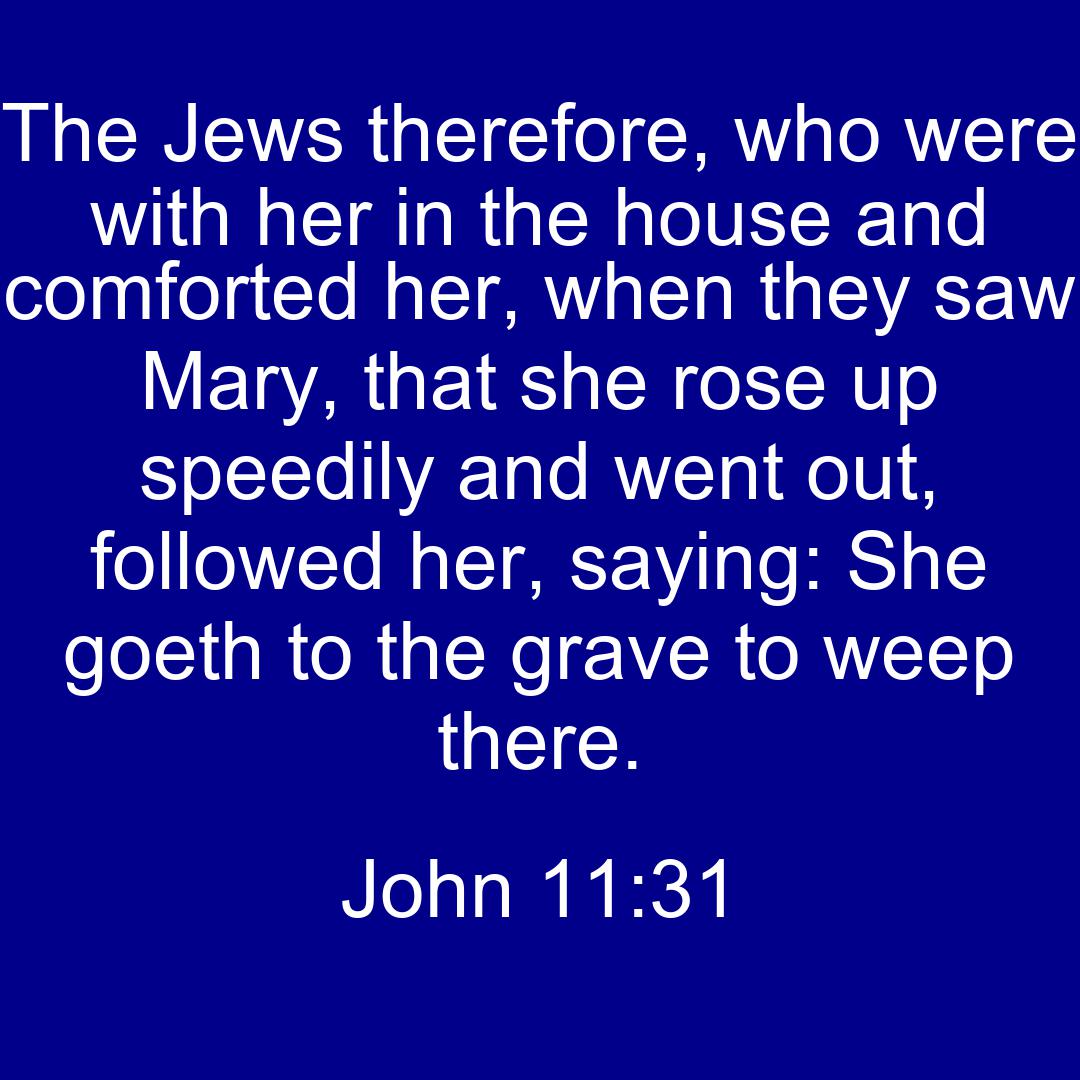 The Jews therefore, who were
with her in the house and
comforted her, when they saw
Mary, that she rose up
speedily and went out,
followed her, saying: She
goeth to the grave to weep
there.
John 11:31